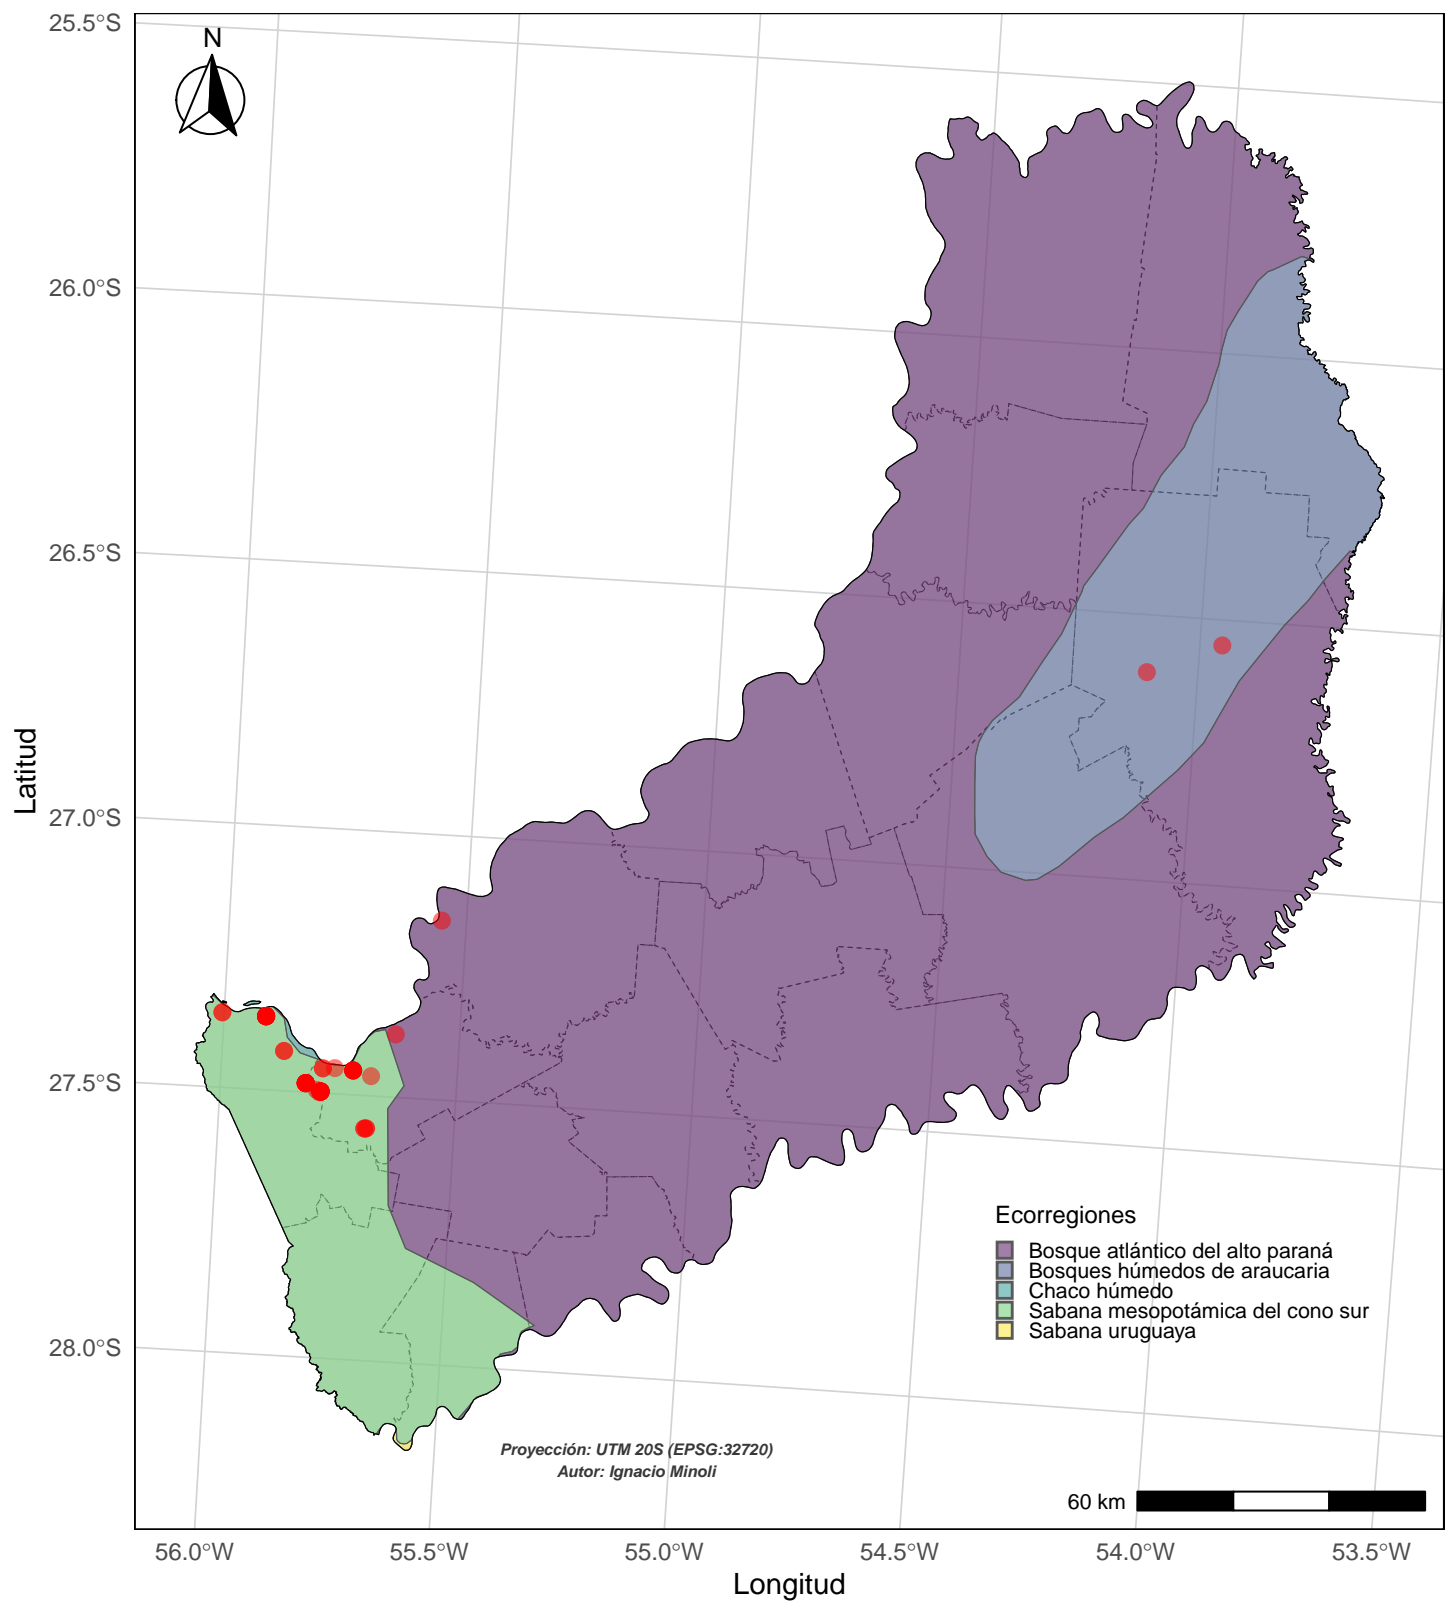 N
25.5°S
26.0°S
26.5°S
27.0°S
27.5°S
28.0°S
Latitud
Ecorregiones
Bosque atlántico del alto paraná
Bosques húmedos de araucaria
Chaco húmedo
Sabana mesopotámica del cono sur
Sabana uruguaya
Proyección: UTM 20S (EPSG:32720)
Autor: Ignacio Minoli
60 km
56.0°W
55.5°W
55.0°W
54.5°W
54.0°W
53.5°W
Longitud